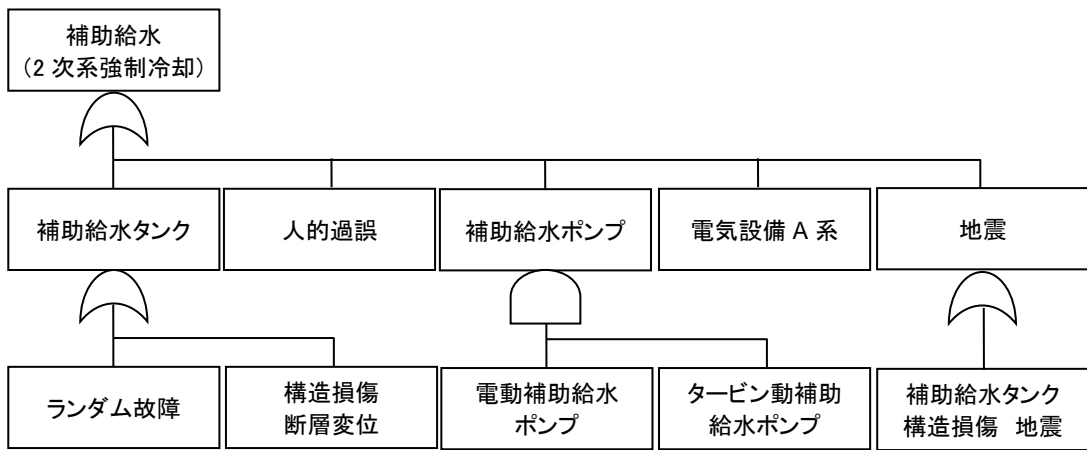 補助給水
（2 次系強制冷却）
補助給水タンク
人的過誤
補助給水ポンプ
電気設備 A 系
地震
ランダム故障
構造損傷
断層変位
電動補助給水
ポンプ
タービン動補助
給水ポンプ
補助給水タンク
構造損傷 地震